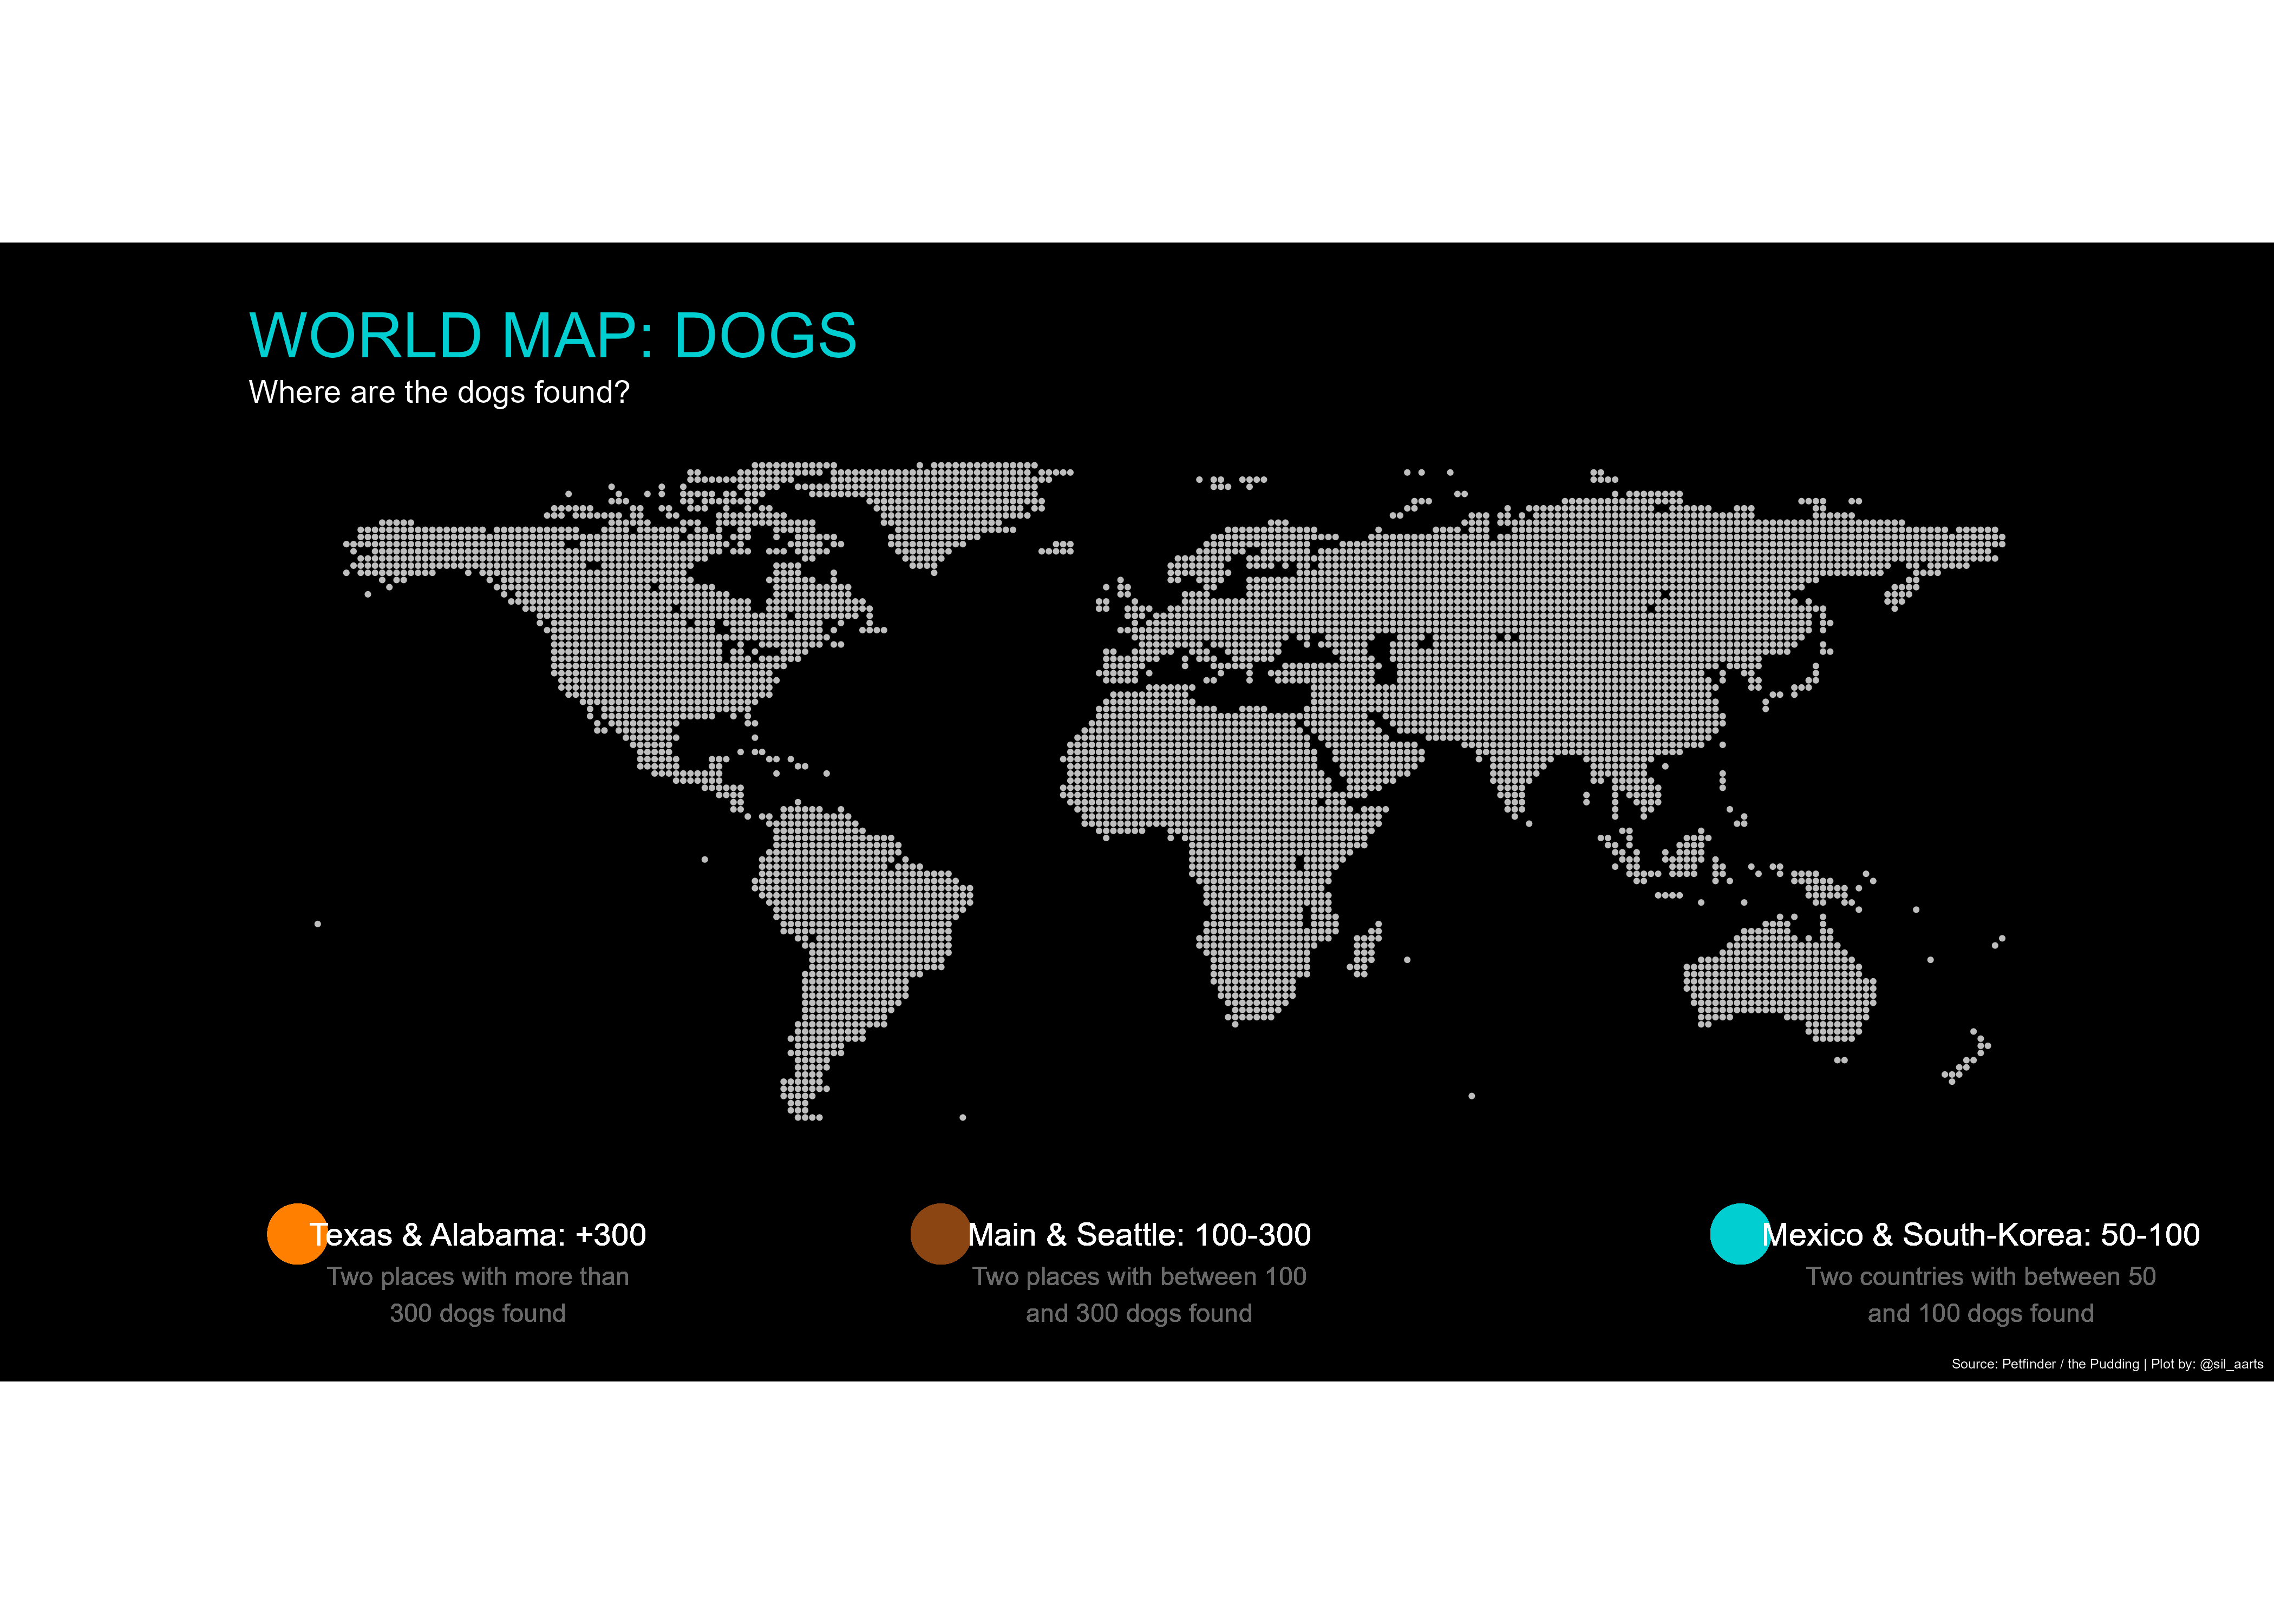 WORLD MAP: DOGS
Where are the dogs found?
Texas & Alabama: +300
Two places with more than
300 dogs found
Main & Seattle: 100-300
Two places with between 100
and 300 dogs found
Mexico & South-Korea: 50-100
Two countries with between 50
and 100 dogs found
Source: Petfinder / the Pudding | Plot by: @sil_aarts